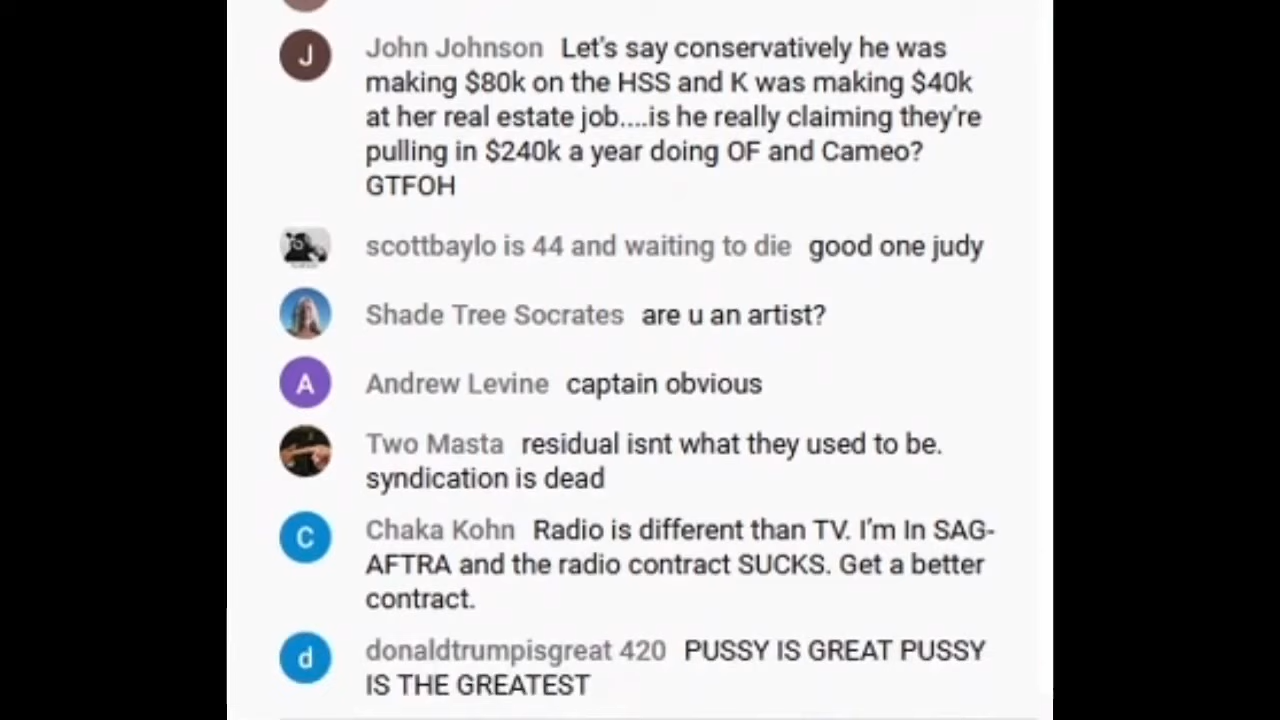 J
John Johnson Let's say conservatively he was
making $80k on the HSS and K was making $40k
at her real estate job....is he really claiming they're
pulling in $240k a year doing OF and Cameo?
GTFOH
scottbaylo is 44 and waiting to die good one judy
Shade Tree Socrates are u an artist?
A
Andrew Levine captain obvious
Two Masta residual isnt what they used to be.
syndication is dead
C
Chaka Kohn Radio is different than TV. I'm In SAG-
AFTRA and the radio contract SUCKS. Get a better
contract.
d
donaldtrumpisgreat 420 PUSSY IS GREAT PUSSY
IS THE GREATEST